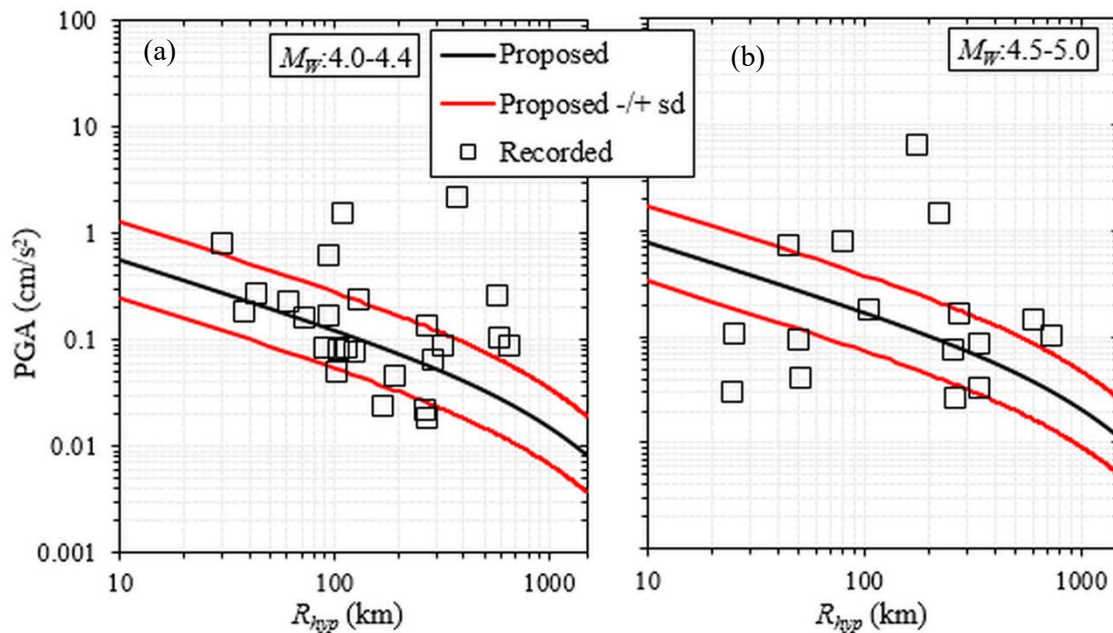 100
10
1
0.1
0.01
0.001
PGA (cm/s²)
(a)
M_W:4.0-4.4
Proposed
Proposed -/+ sd
Recorded
(b)
M_W:4.5-5.0
10
100
1000
R_hyp (km)
10
100
1000
R_hyp (km)